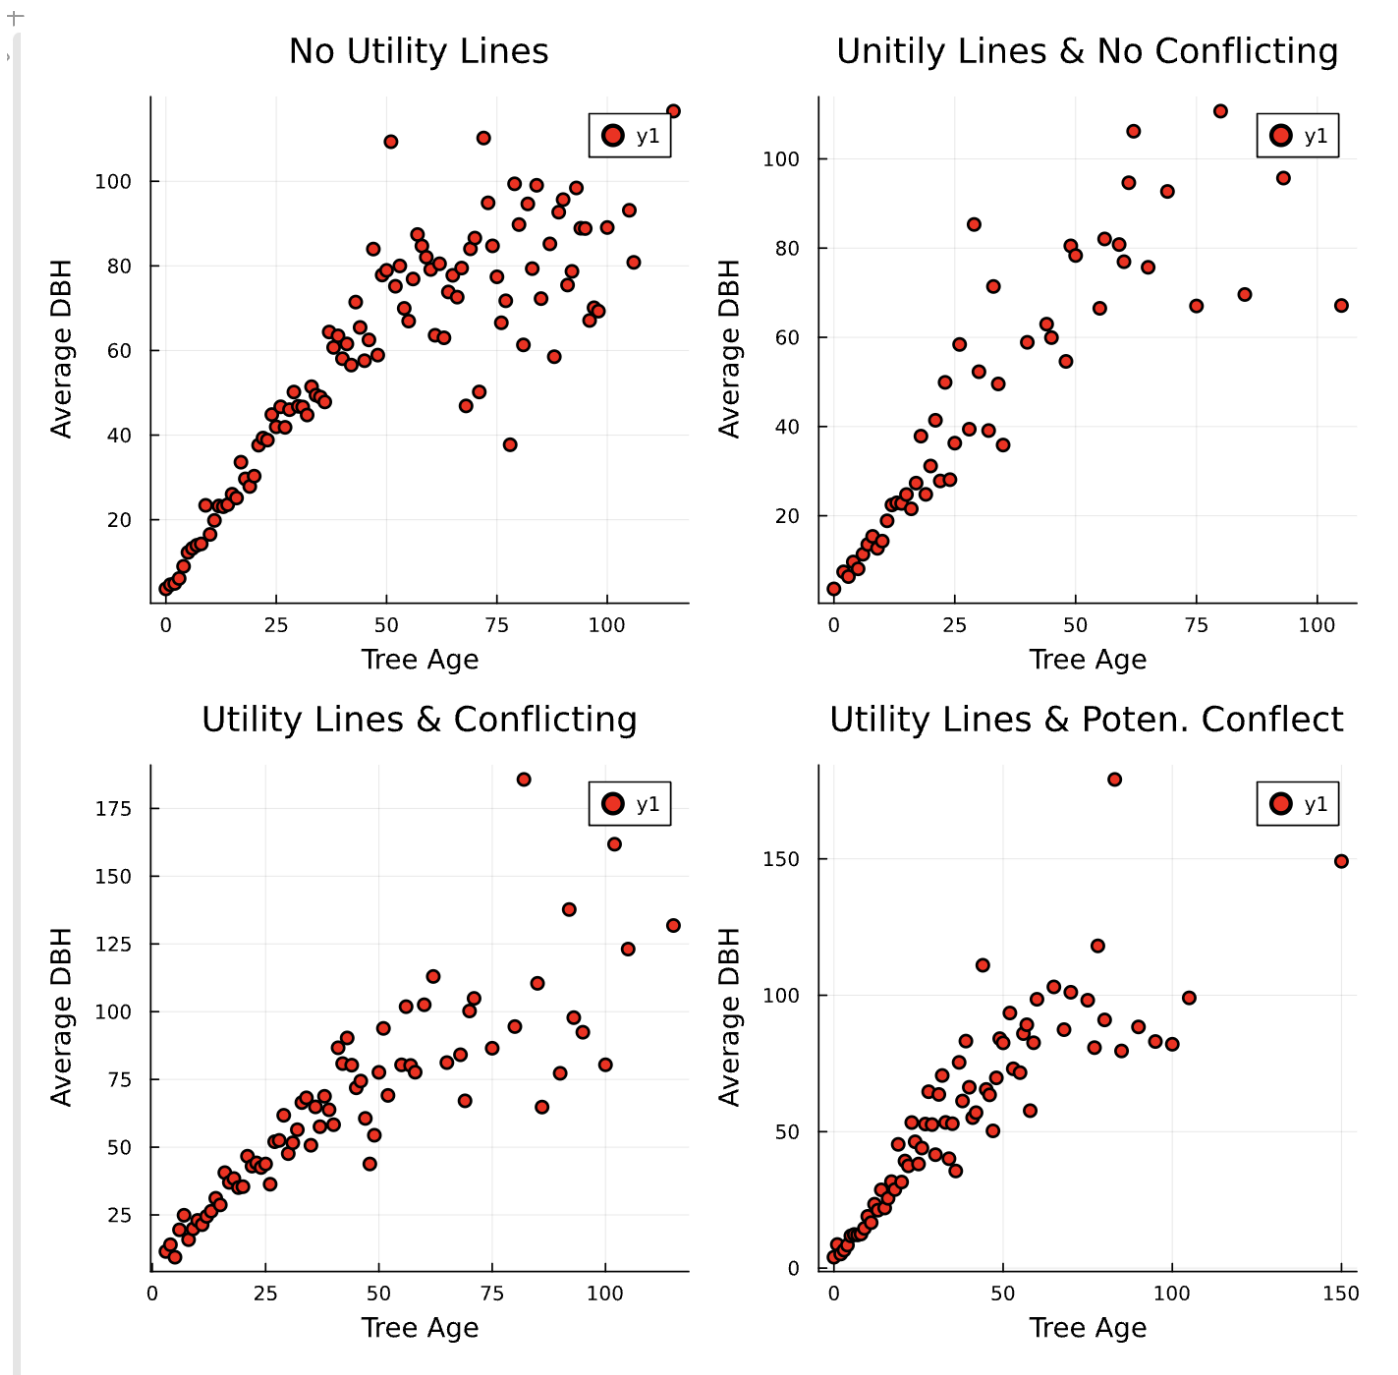 No Utility Lines
y1
Average DBH
100
80
60
40
20
0 25 50 75 100
Tree Age
Unitily Lines & No Conflicting
y1
Average DBH
100
80
60
40
20
0 25 50 75 100
Tree Age
Utility Lines & Conflicting
y1
Average DBH
175
150
125
100
75
50
25
0 25 50 75 100
Tree Age
Utility Lines & Poten. Conflect
y1
Average DBH
150
100
50
0
0 50 100 150
Tree Age